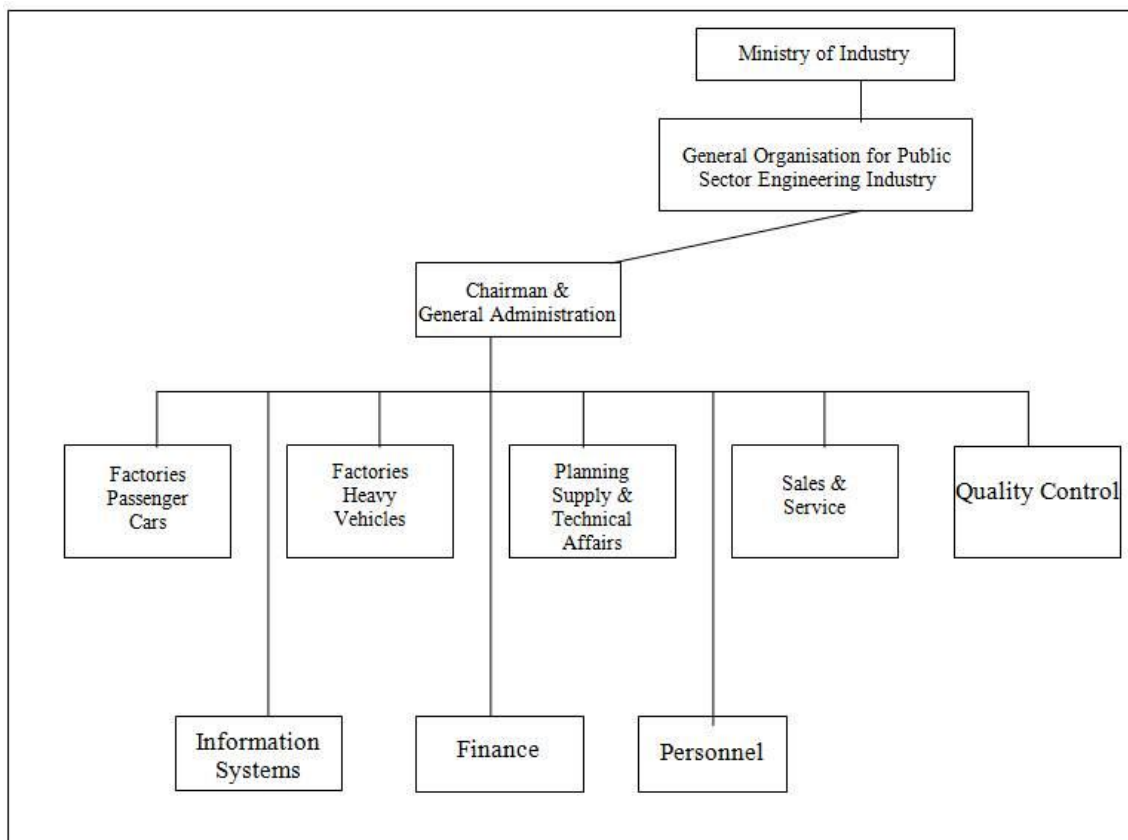 Ministry of Industry
General Organisation for Public
Sector Engineering Industry
Chairman &
General Administration
Factories
Passenger
Cars
Factories
Heavy
Vehicles
Planning
Supply &
Technical
Affairs
Sales &
Service
Quality Control
Information
Systems
Finance
Personnel